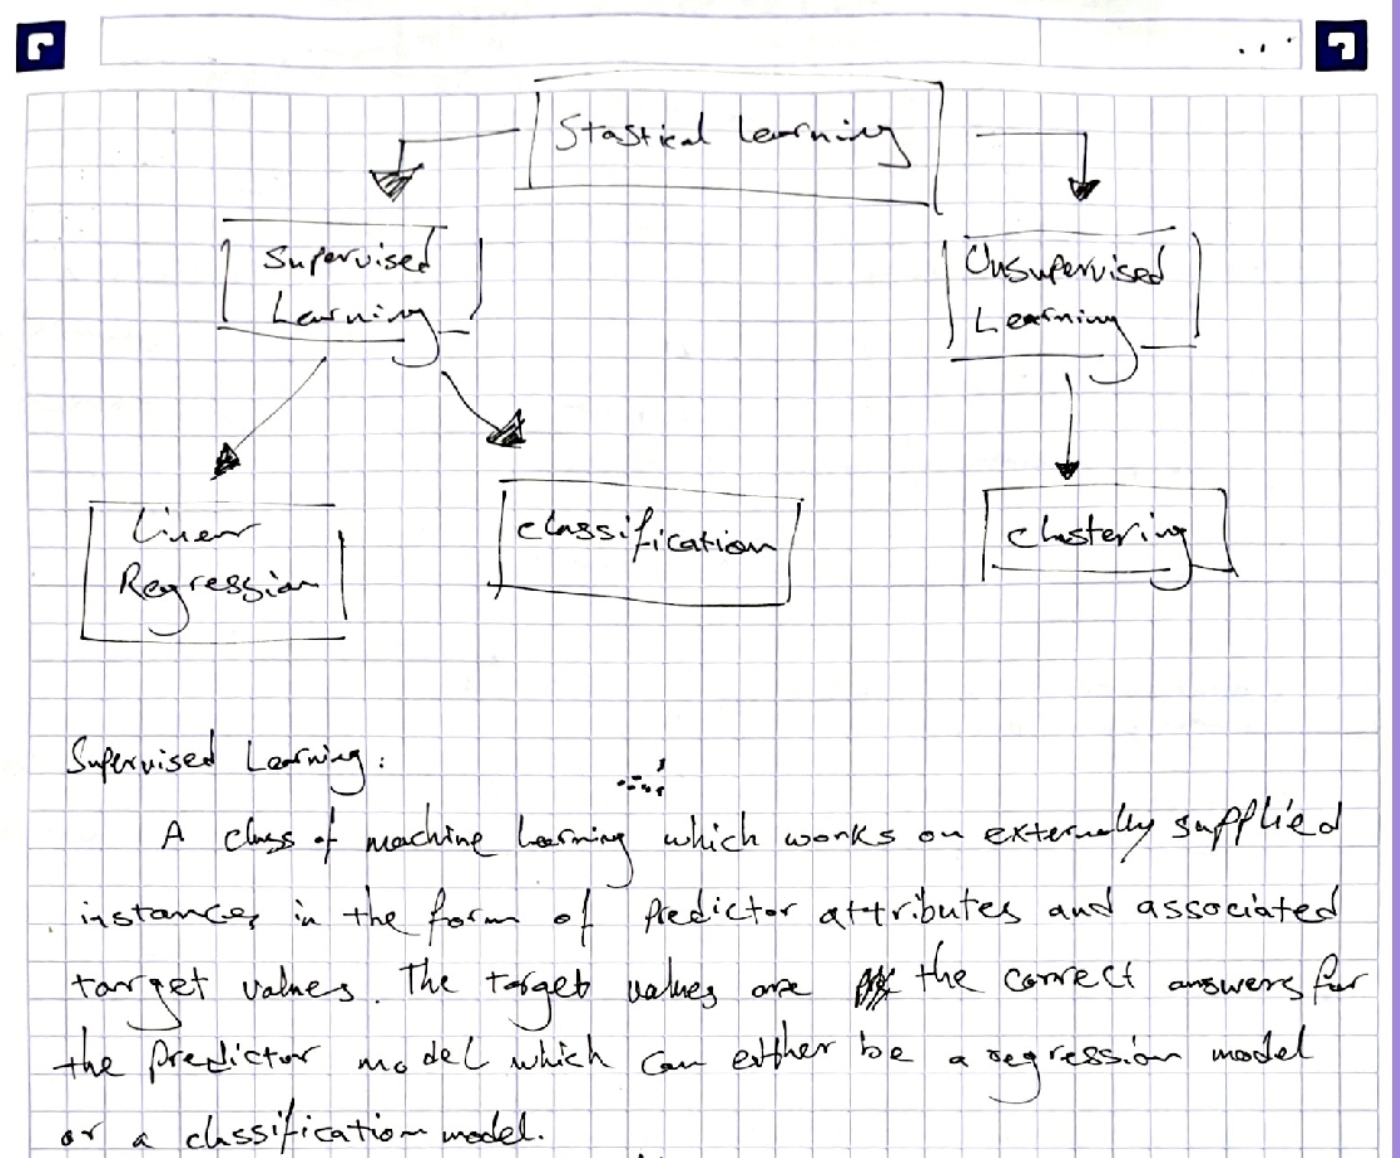 Stastical Learning
Supervised
Learning
Unsupervised
Learning
Linear
Regression
classification
clustering
Supervised Learning:
A class of machine learning which works on externally supplied
instances in the form of predictor attributes and associated
target values. The target values are the correct answers for
the predictor model which can either be a regression model
or a classification model.